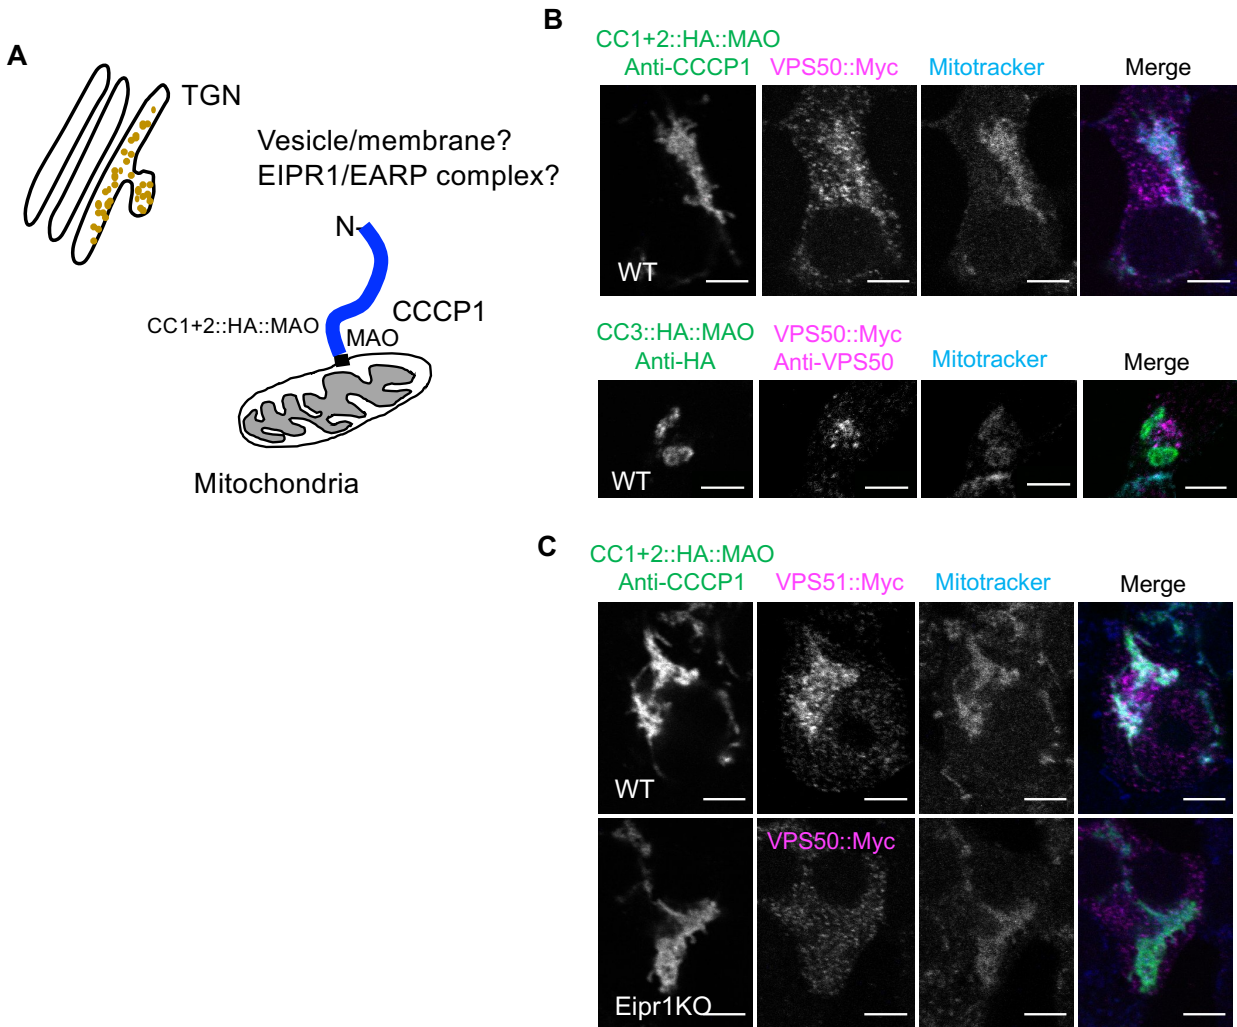 A
TGN
Vesicle/membrane?
EIPR1/EARP complex?
N-
CC1+2::HA::MAO
CCCP1
MAO
Mitochondria
B
CC1+2::HA::MAO
Anti-CCCP1 VPS50::Myc Mitotracker Merge
WT
CC3::HA::MAO VPS50::Myc
Anti-HA Anti-VPS50 Mitotracker Merge
WT
C
CC1+2::HA::MAO
Anti-CCCP1 VPS51::Myc Mitotracker Merge
WT
VPS50::Myc
Eipr1KO